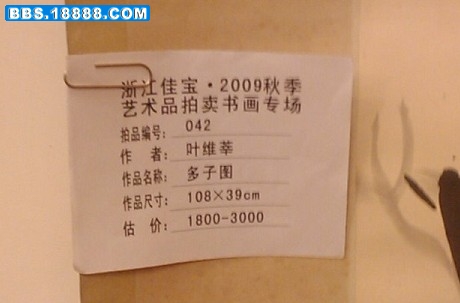 BBS.18888.COM
浙江佳宝·2009秋季
艺术品拍卖书画专场
拍品编号: 042
作 者: 叶维莘
作品名称: 多子图
作品尺寸: 108×39cm
估 价: 1800-3000